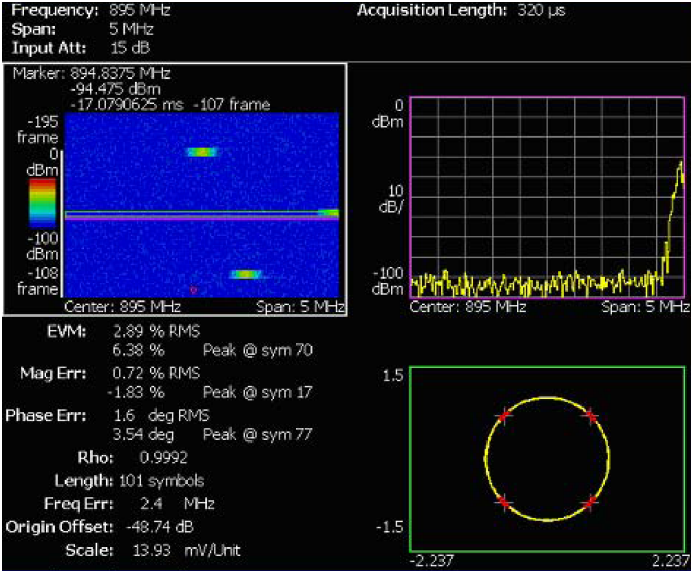 Frequency: 895 MHz
Acquisition Length: 320 µs
Span: 5 MHz
Input Att: 15 dB
Marker: 894.8375 MHz
-94.475 dBm
-17.0790625 ms -107 frame
-195
frame
0
dBm
-100
dBm
-108
frame
Center: 895 MHz Span: 5 MHz
0
dBm
10
dB/
-100
dBm
Center: 895 MHz Span: 5 MHz
EVM: 2.89 % RMS
6.38 % Peak @ sym 70
Mag Err: 0.72 % RMS
-1.83 % Peak @ sym 17
Phase Err: 1.6 deg RMS
3.54 deg Peak @ sym 77
Rho: 0.9992
Length: 101 symbols
Freq Err: 2.4 MHz
Origin Offset: -48.74 dB
Scale: 13.93 mV/Unit
1.5
-1.5
-2.237 2.237